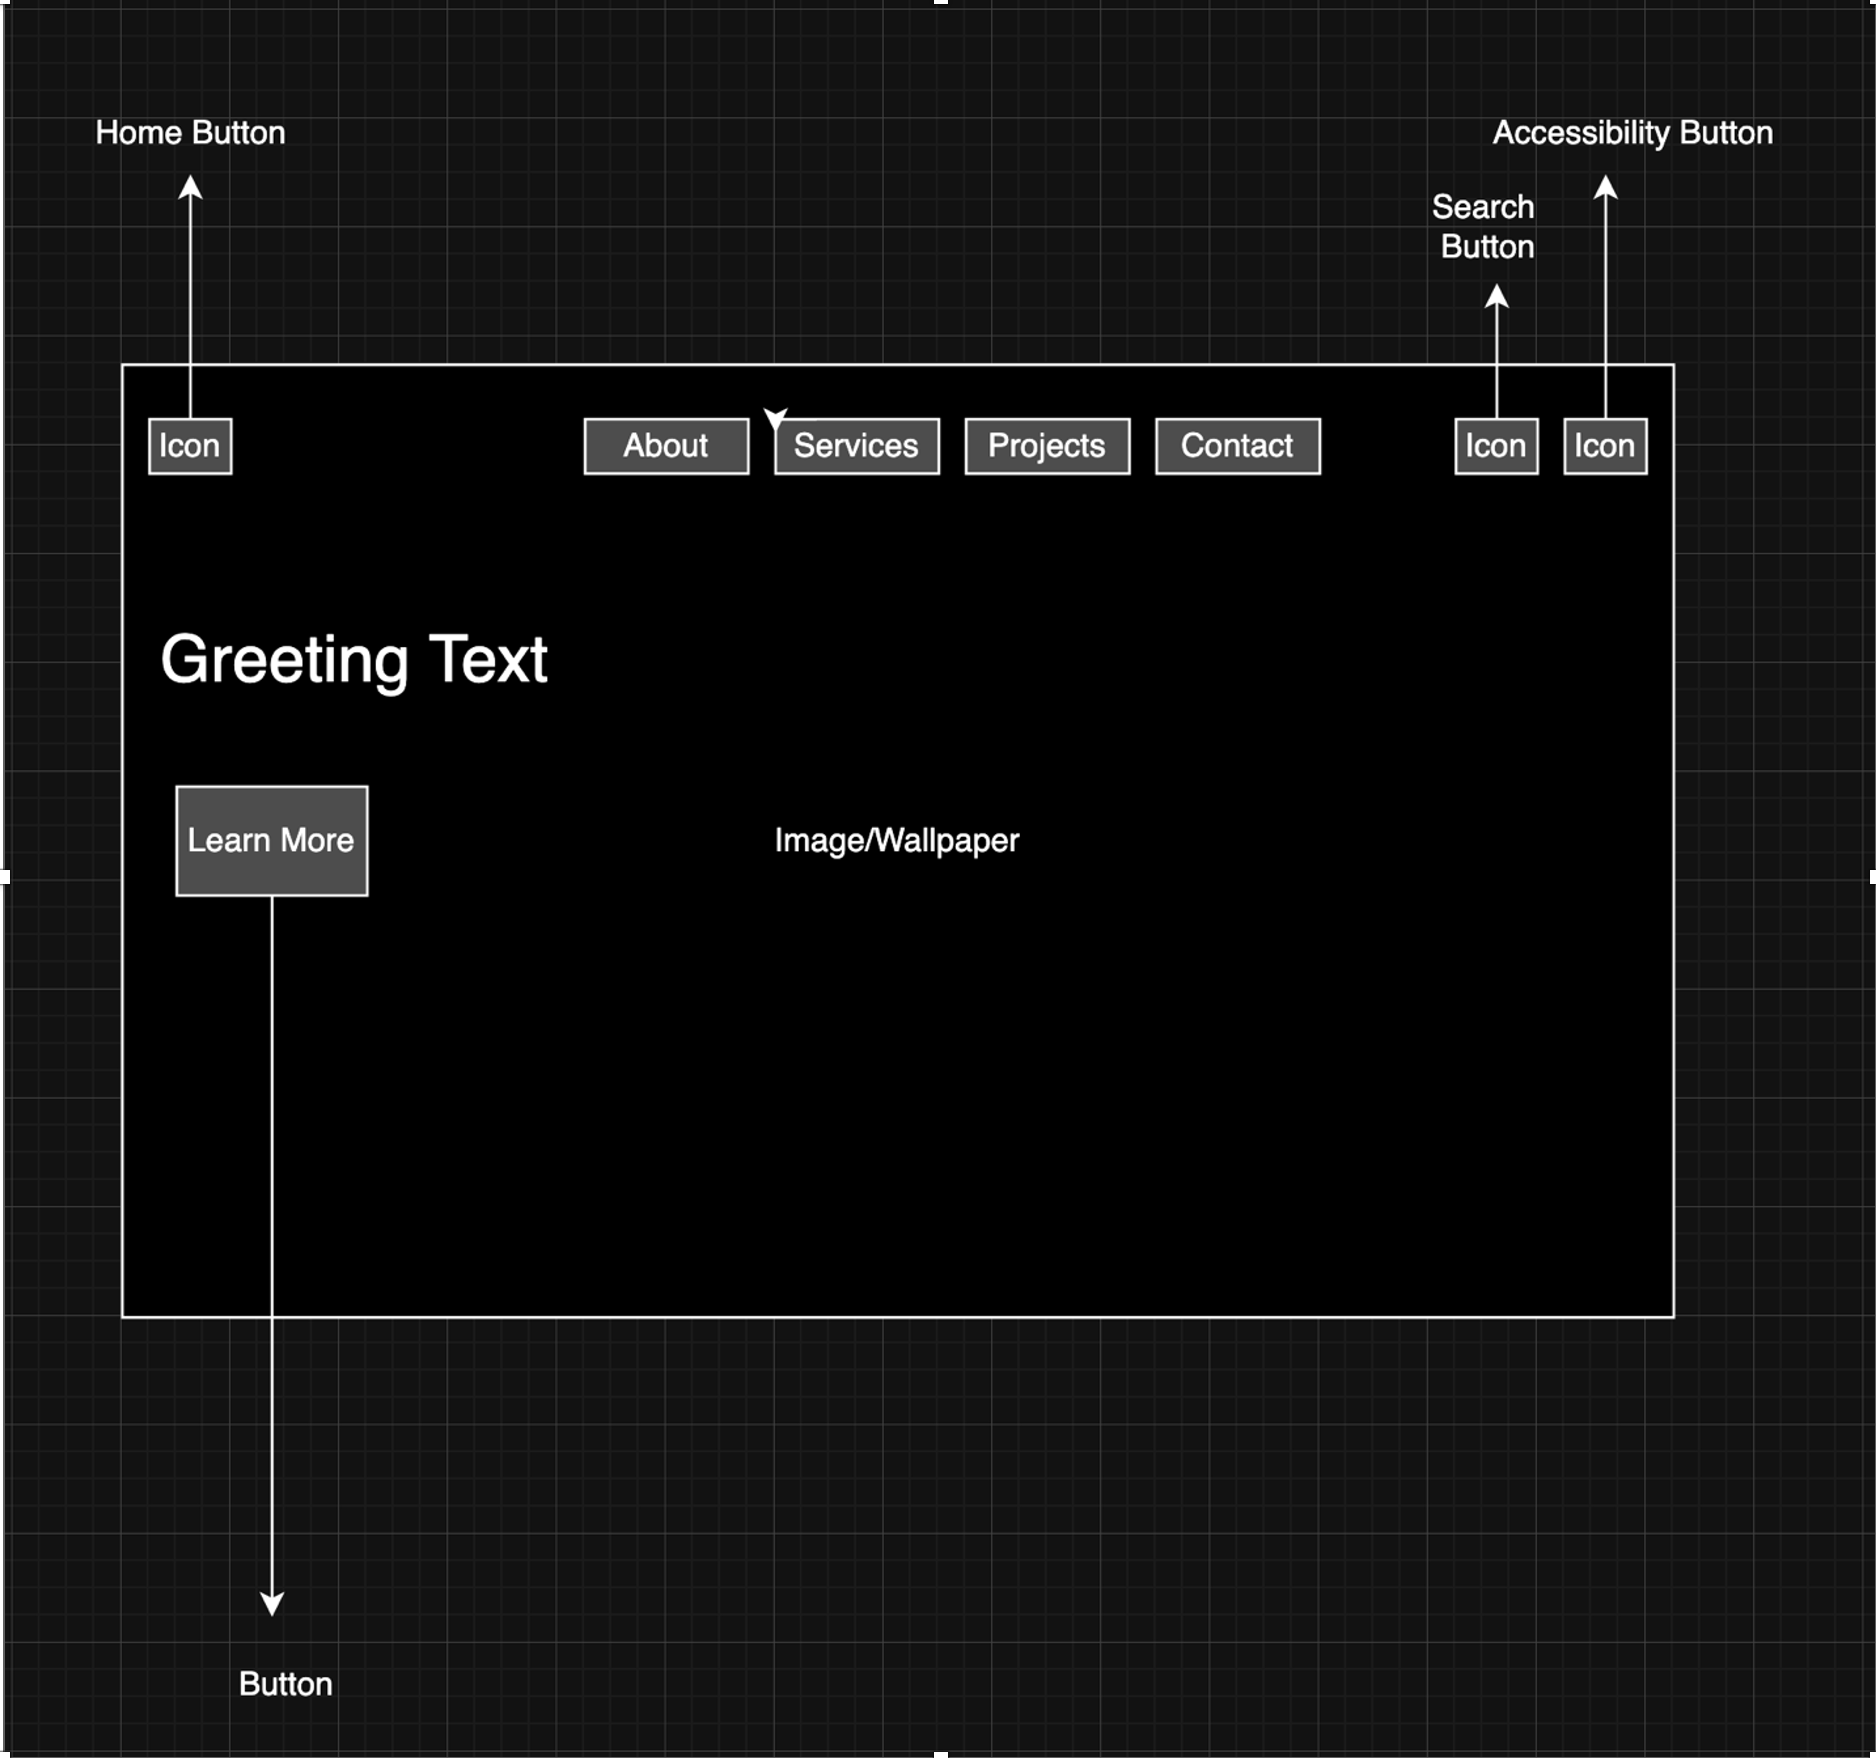 Home Button
Accessibility Button
Search
Button
Icon
About
Services
Projects
Contact
Icon
Icon
Greeting Text
Learn More
Image/Wallpaper
Button